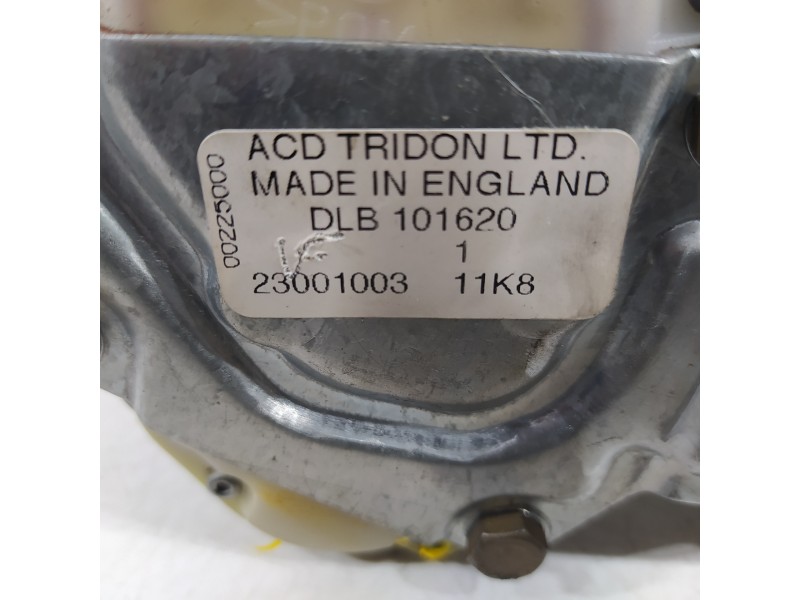 ACD TRIDON LTD.
MADE IN ENGLAND
DLB 101620
1
23001003 11K8
00225000